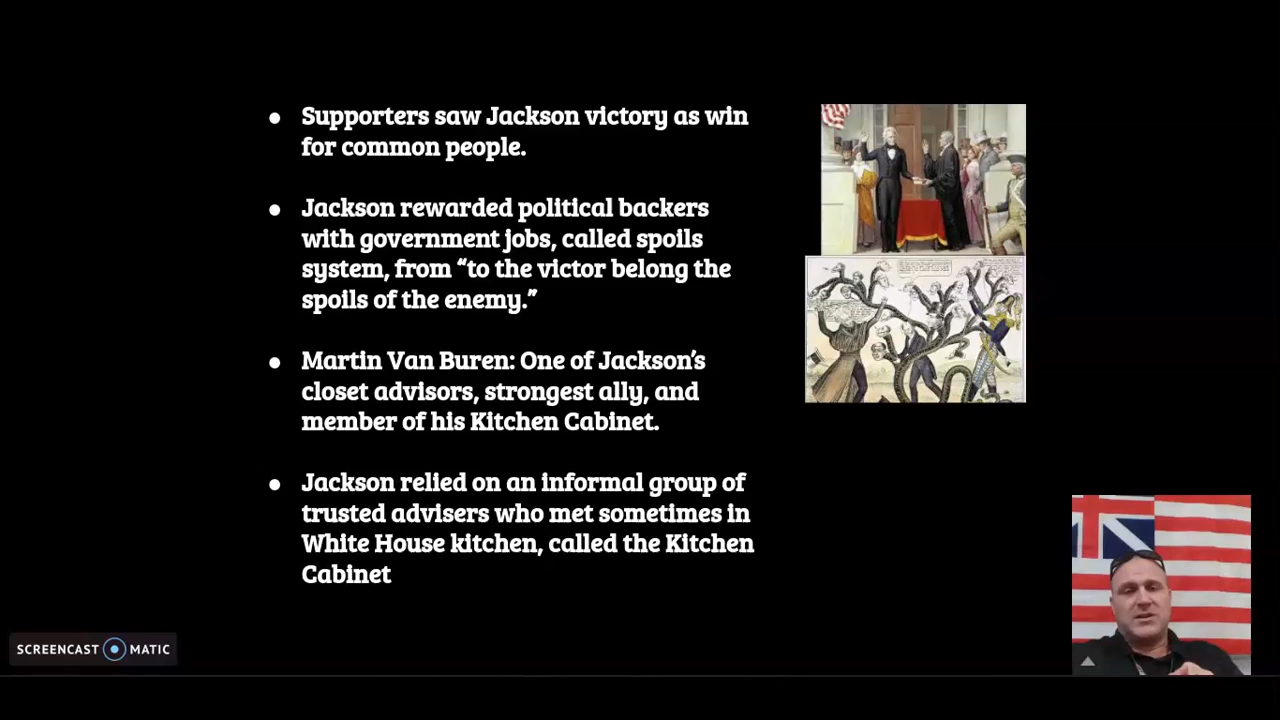 ● Supporters saw Jackson victory as win
for common people.
● Jackson rewarded political backers
with government jobs, called spoils
system, from “to the victor belong the
spoils of the enemy.”
● Martin Van Buren: One of Jackson’s
closet advisors, strongest ally, and
member of his Kitchen Cabinet.
● Jackson relied on an informal group of
trusted advisers who met sometimes in
White House kitchen, called the Kitchen
Cabinet
SCREENCAST MATIC